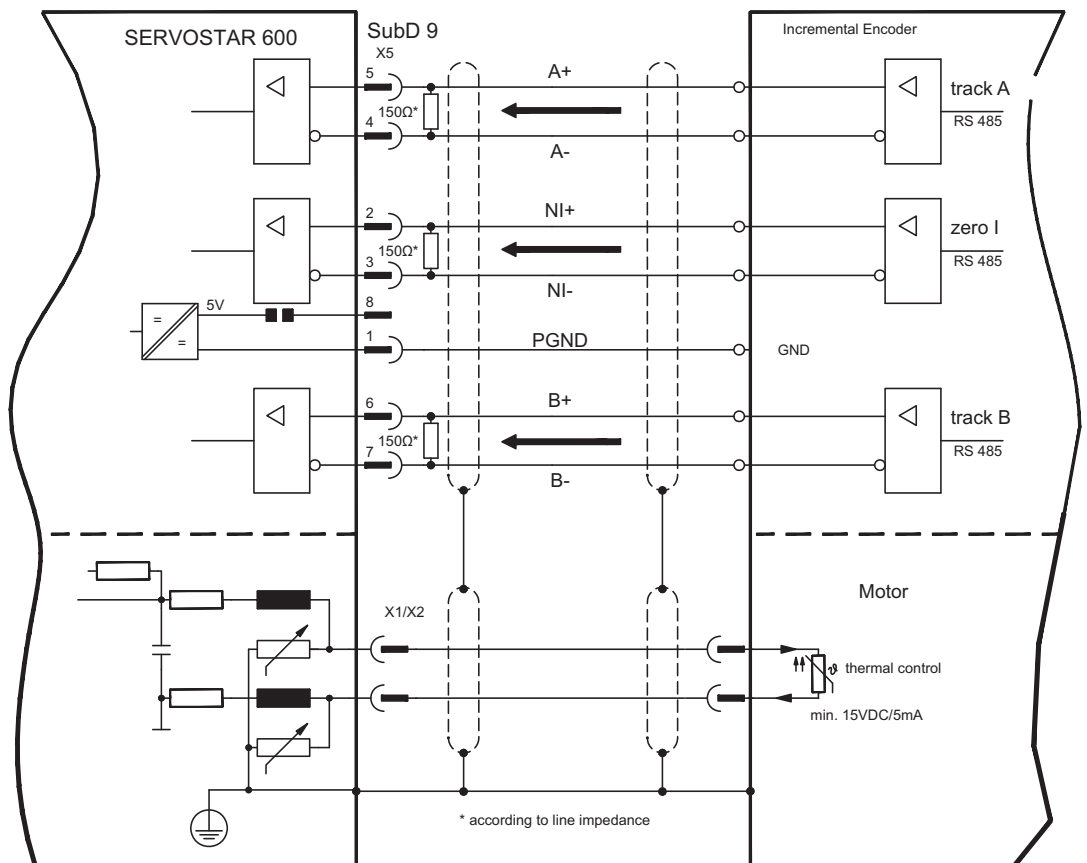 SERVOSTAR 600
SubD 9
X5
Incremental Encoder
5
A+
track A
150Ω*
RS 485
4
A-
2
NI+
zero I
150Ω*
RS 485
3
NI-
5V
8
=
=
1
PGND
GND
6
B+
track B
150Ω*
RS 485
7
B-
Motor
X1/X2
ϑ thermal control
min. 15VDC/5mA
* according to line impedance